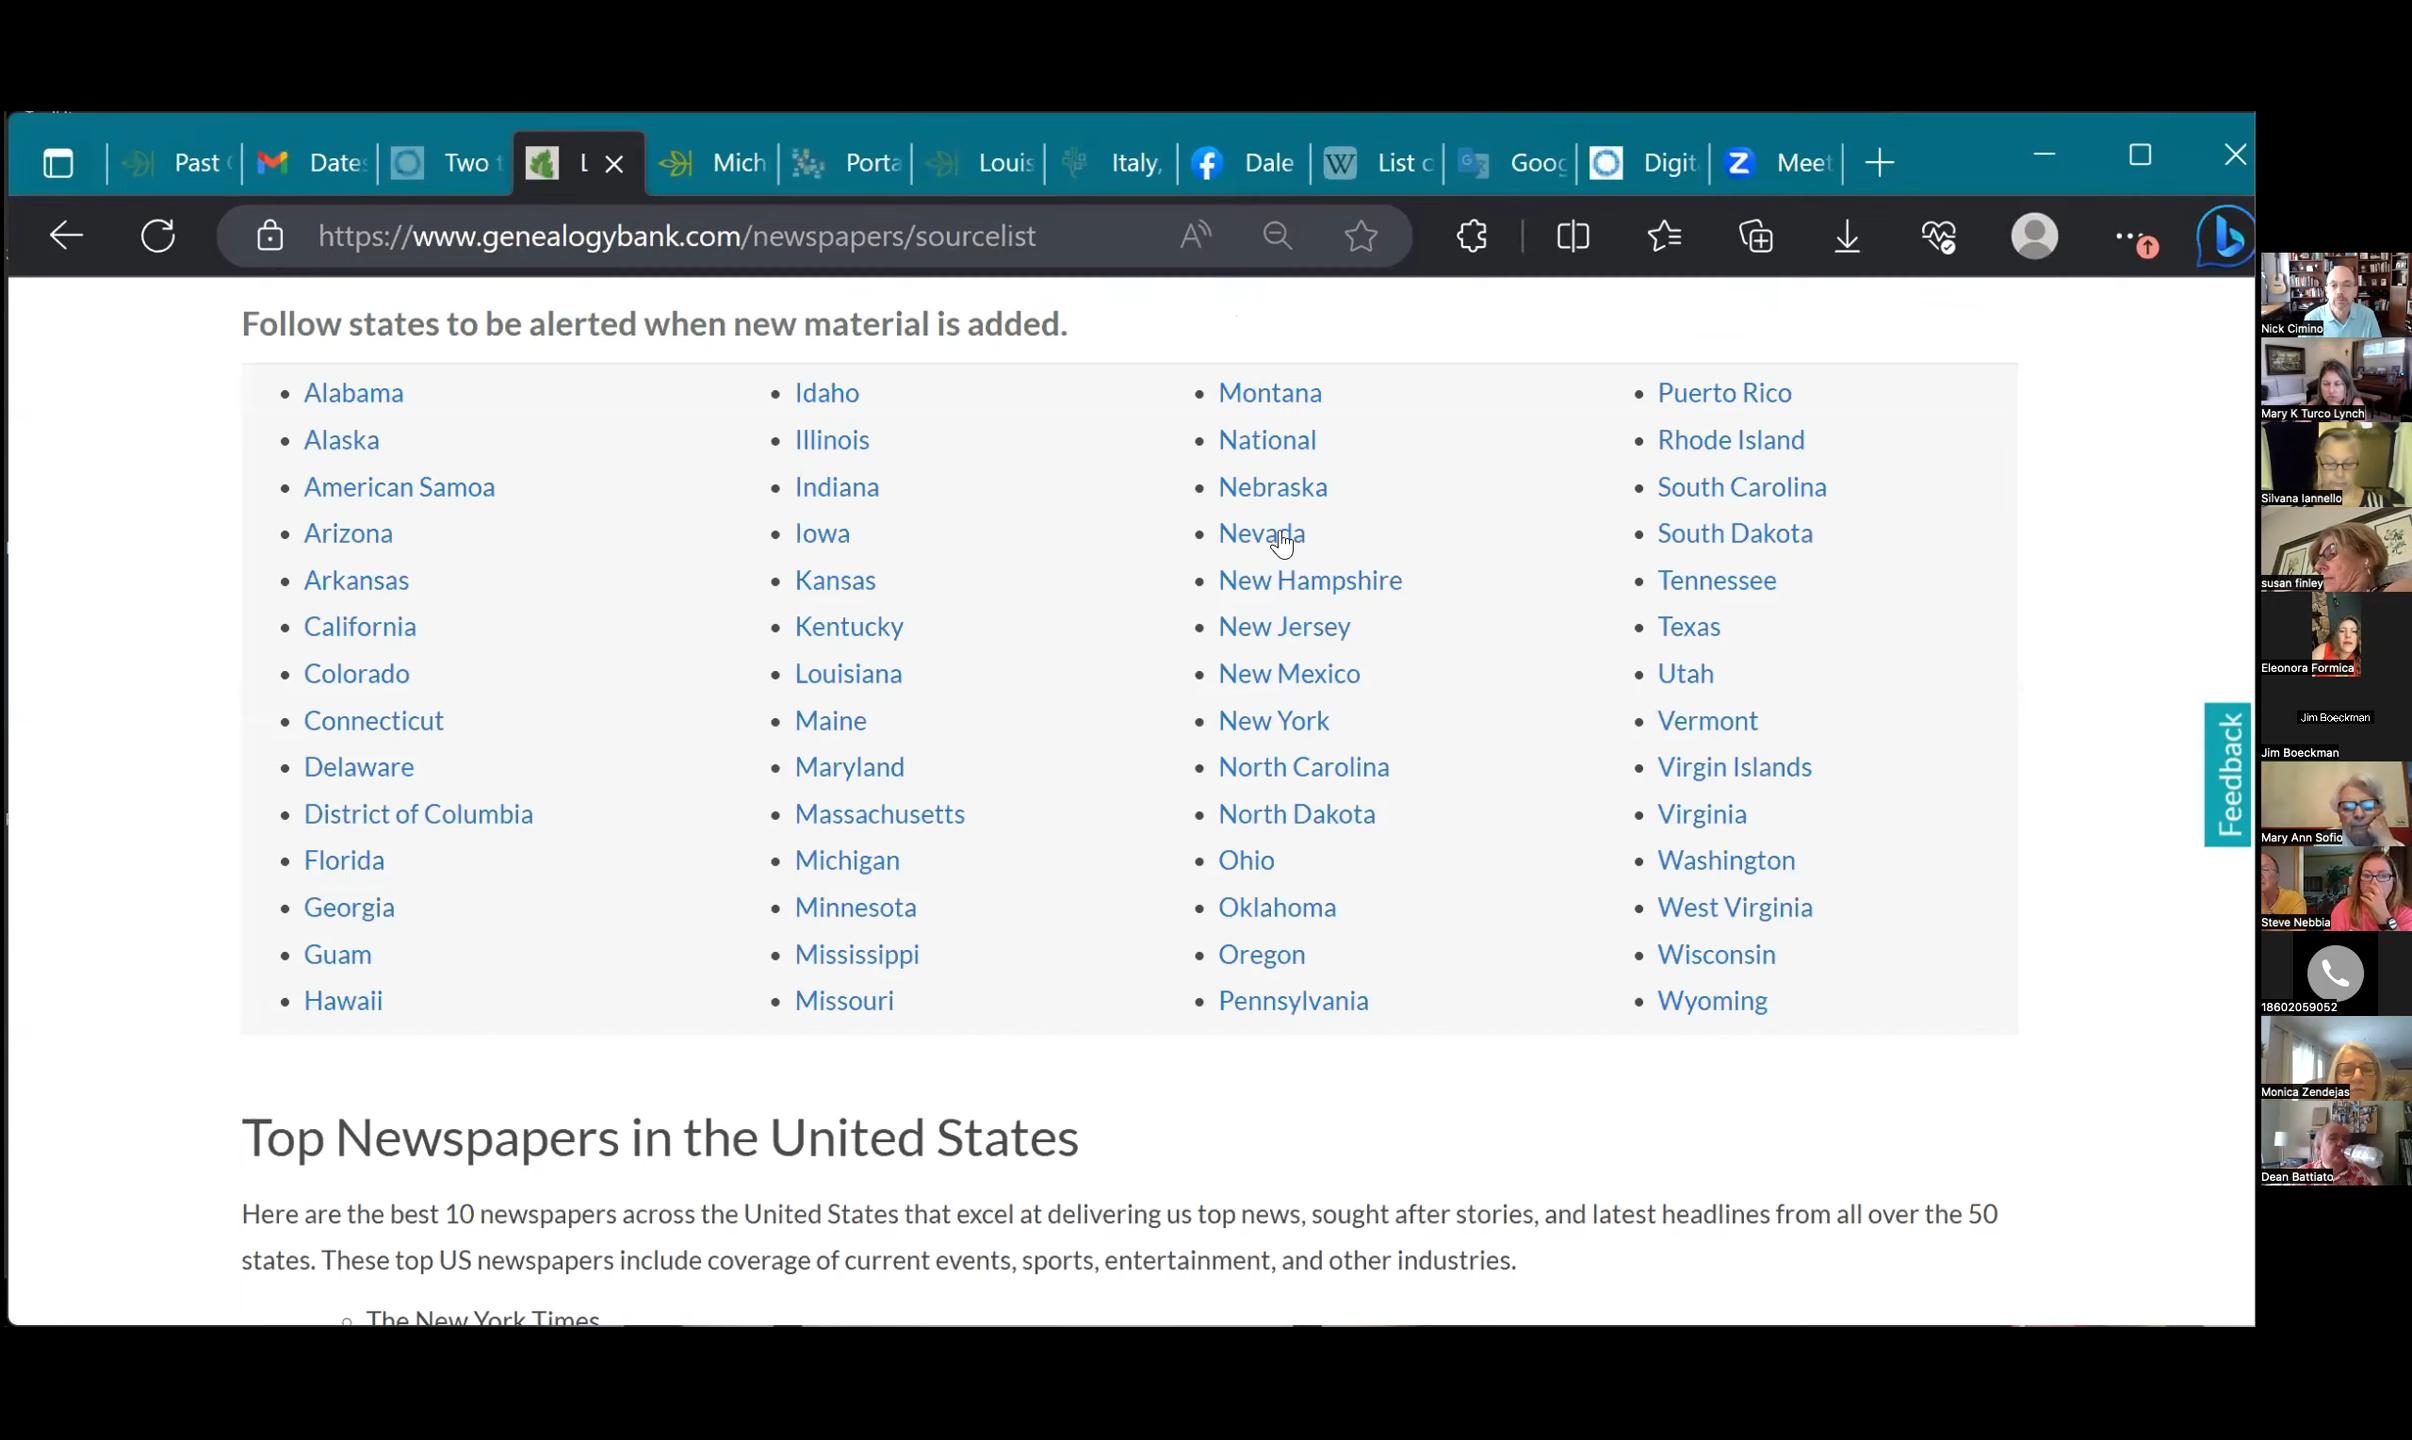 Past
Date
Two
L
Mich
Porta
Louis
Italy,
Dale
List
Goog
Digit
Meet
https://www.genealogybank.com/newspapers/sourcelist
Follow states to be alerted when new material is added.
Alabama
Alaska
American Samoa
Arizona
Arkansas
California
Colorado
Connecticut
Delaware
District of Columbia
Florida
Georgia
Guam
Hawaii
Idaho
Illinois
Indiana
Iowa
Kansas
Kentucky
Louisiana
Maine
Maryland
Massachusetts
Michigan
Minnesota
Mississippi
Missouri
Montana
National
Nebraska
Nevada
New Hampshire
New Jersey
New Mexico
New York
North Carolina
North Dakota
Ohio
Oklahoma
Oregon
Pennsylvania
Puerto Rico
Rhode Island
South Carolina
South Dakota
Tennessee
Texas
Utah
Vermont
Virgin Islands
Virginia
Washington
West Virginia
Wisconsin
Wyoming
Feedback
Top Newspapers in the United States
Here are the best 10 newspapers across the United States that excel at delivering us top news, sought after stories, and latest headlines from all over the 50
states. These top US newspapers include coverage of current events, sports, entertainment, and other industries.
The New York Times
Nick Cimino
Mary K Turco Lynch
Silvana Iannello
susan finley
Eleonora Formica
Jim Boeckman
Jim Boeckman
Mary Ann Sofio
Steve Nebbia
18602059052
Monica Zendejas
Dean Battiato